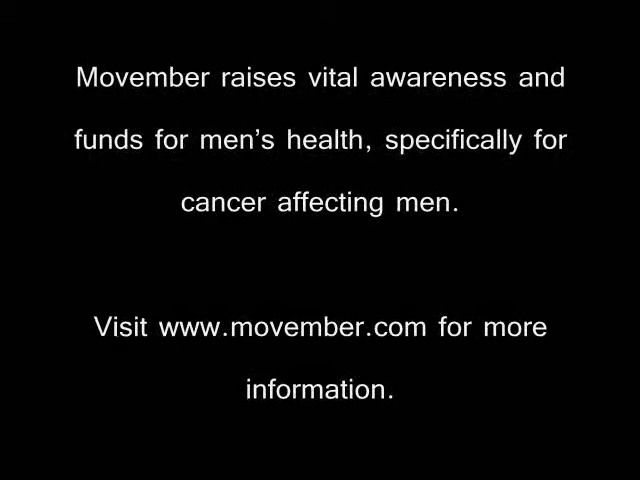 Movember raises vital awareness and
funds for men’s health, specifically for
cancer affecting men.
Visit www.movember.com for more
information.